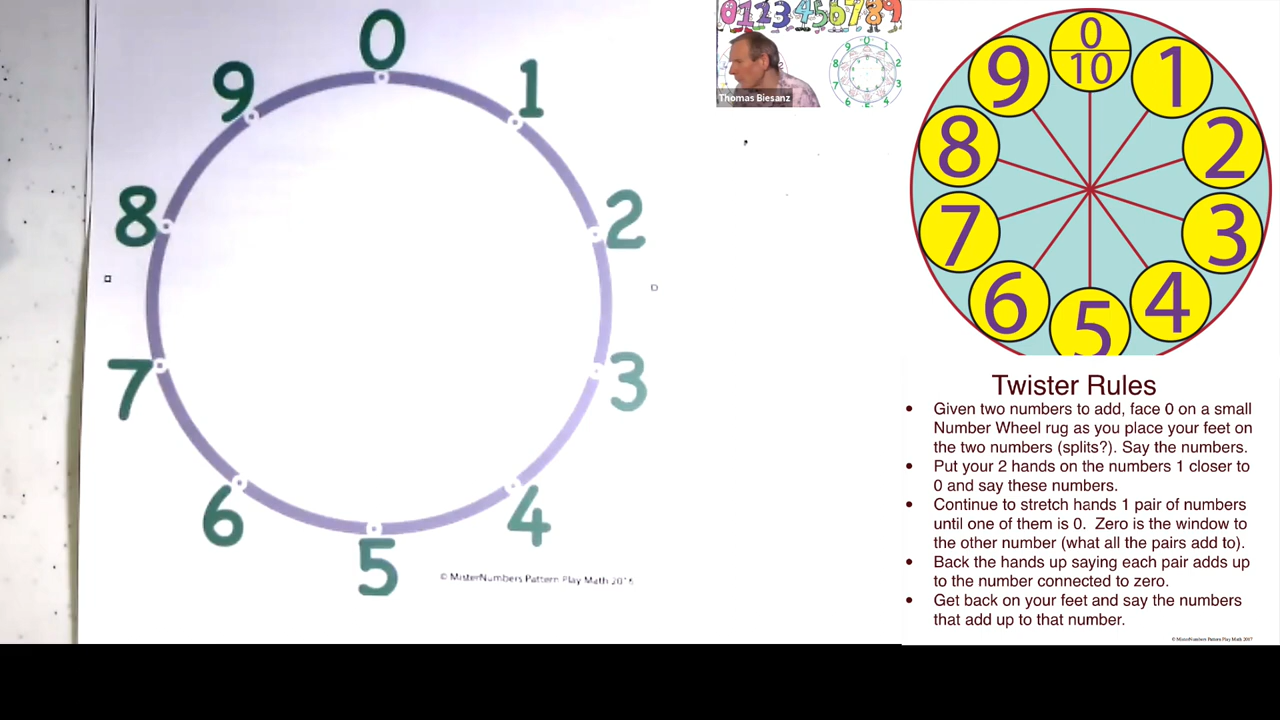 0
9
1
8
2
7
3
6
4
5
© MisterNumbers Pattern Play Math 2016
0123456789
Thomas Biesanz
0
10
9
1
8
2
7
3
6
4
5
Twister Rules
• Given two numbers to add, face 0 on a small
Number Wheel rug as you place your feet on
the two numbers (splits?). Say the numbers.
• Put your 2 hands on the numbers 1 closer to
0 and say these numbers.
• Continue to stretch hands 1 pair of numbers
until one of them is 0. Zero is the window to
the other number (what all the pairs add to).
• Back the hands up saying each pair adds up
to the number connected to zero.
• Get back on your feet and say the numbers
that add up to that number.
© MisterNumbers Pattern Play Math 2017